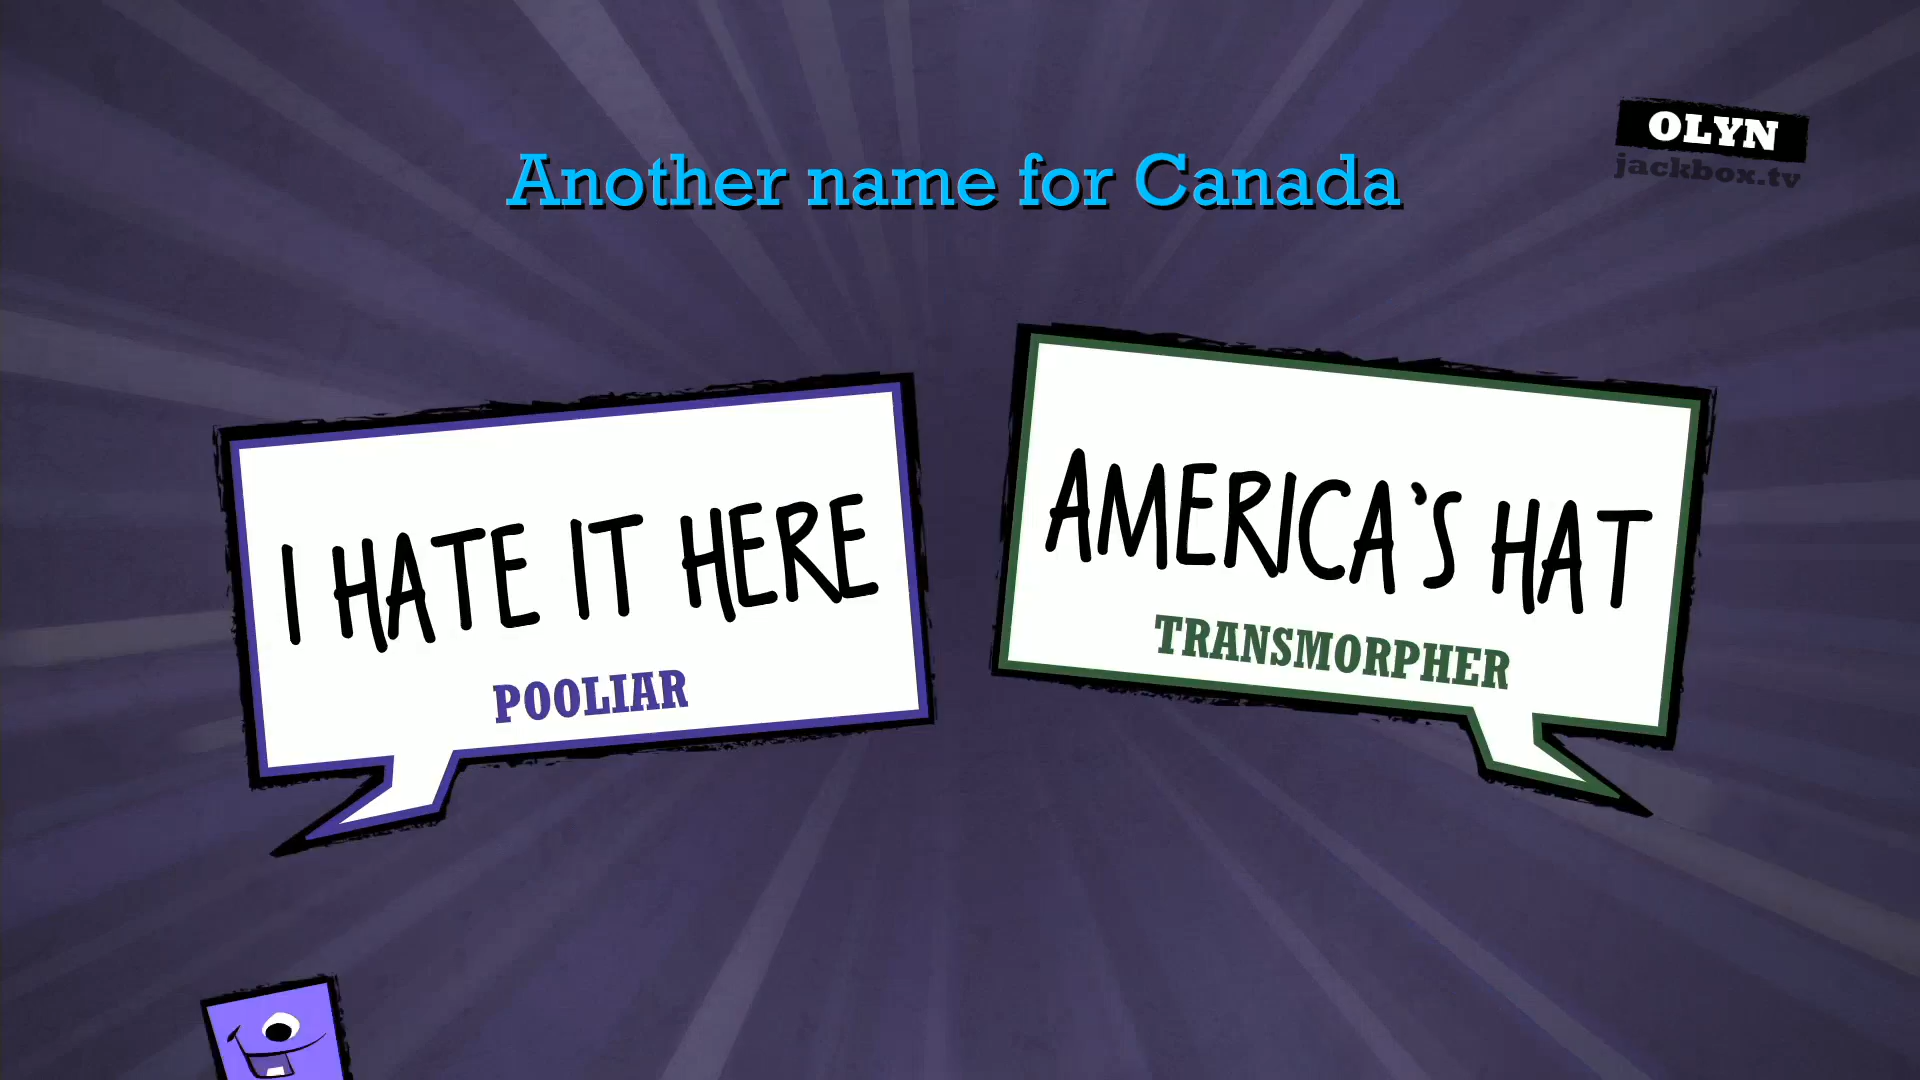 OLYN
jackbox.tv
Another name for Canada
I HATE IT HERE
POOLIAR
AMERICA'S HAT
TRANSMORPHER